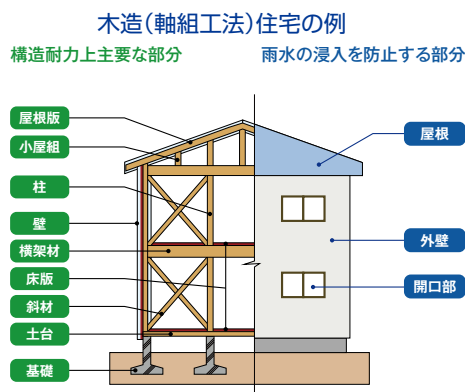 木造（軸組工法）住宅の例
構造耐力上主要な部分
雨水の浸入を防止する部分
屋根版
小屋組
柱
壁
横架材
床版
斜材
土台
基礎
屋根
外壁
開口部